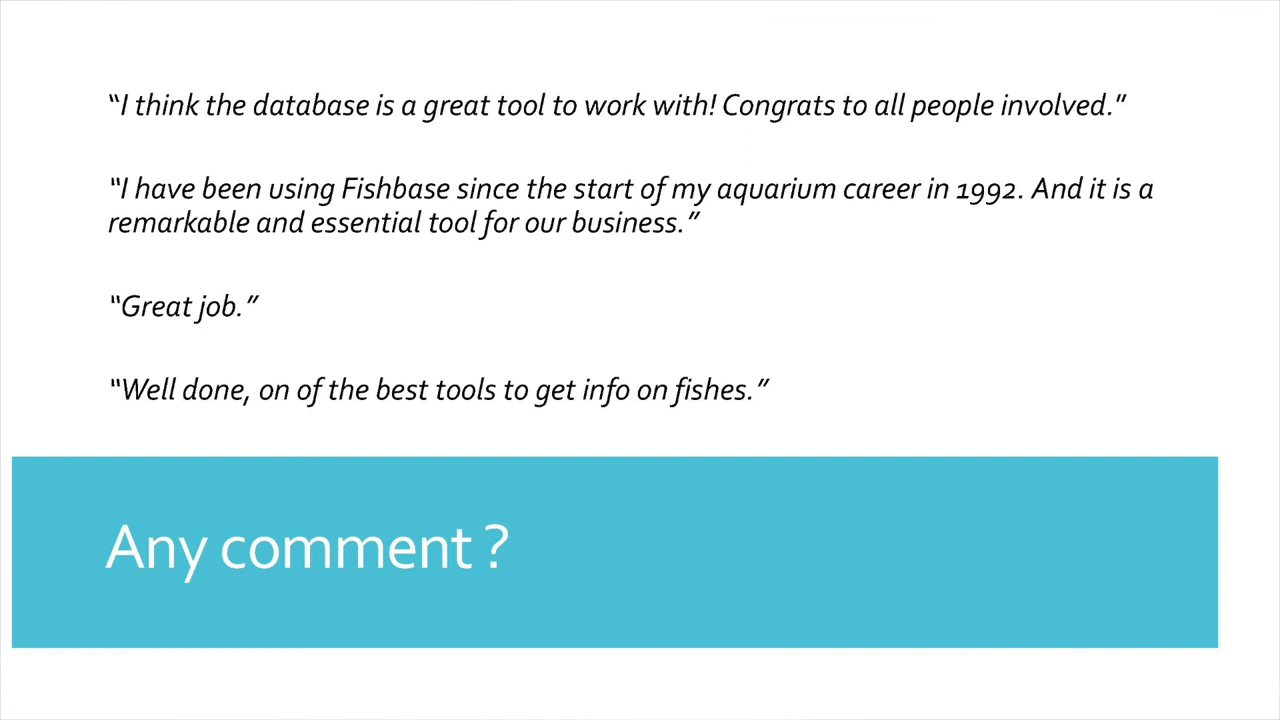 “I think the database is a great tool to work with! Congrats to all people involved.”
“I have been using Fishbase since the start of my aquarium career in 1992. And it is a
remarkable and essential tool for our business.”
“Great job.”
“Well done, on of the best tools to get info on fishes.”
Any comment ?